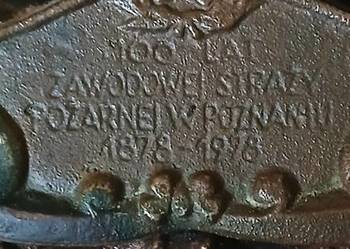 100 LAT
ZAWODOWEJ STRAŻY
POŻARNEJ W POZNANIU
1878-1978